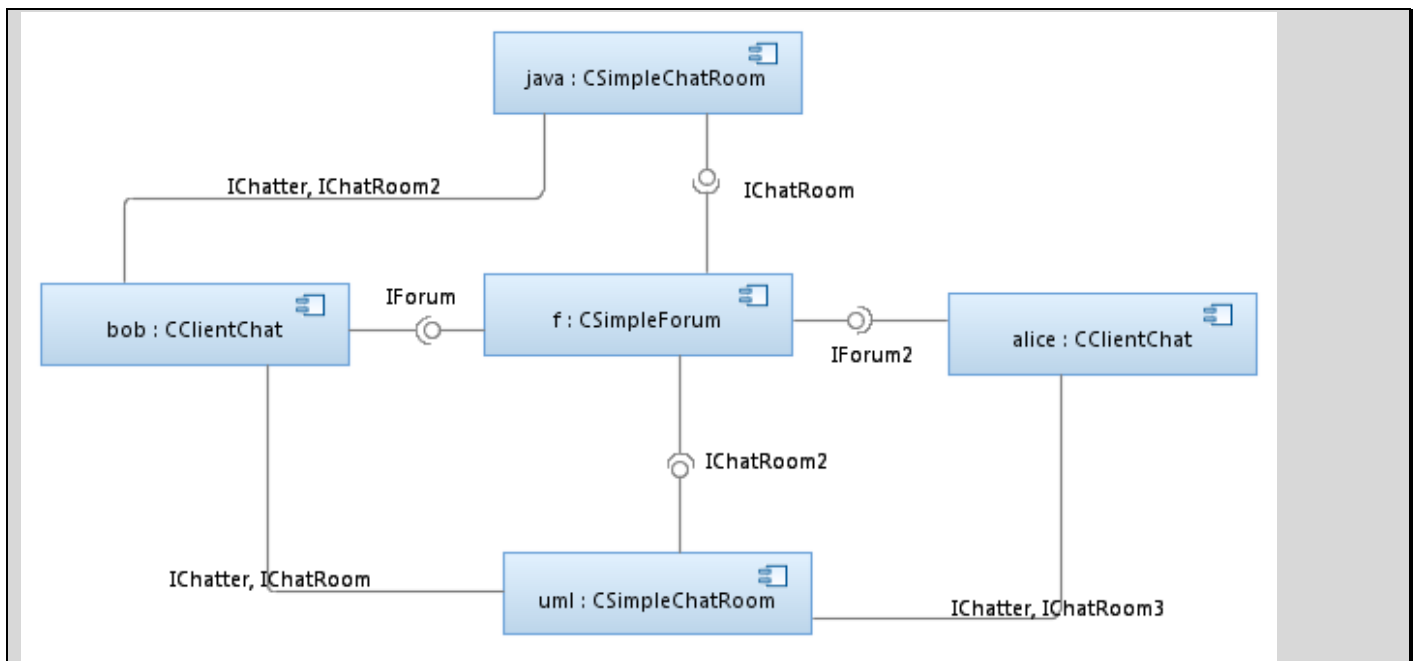 java : CSimpleChatRoom
IChatter, IChatRoom2
IChatRoom
IForum
bob : CClientChat
f : CSimpleForum
IForum2
alice : CClientChat
IChatRoom2
IChatter, IChatRoom
uml : CSimpleChatRoom
IChatter, IChatRoom3